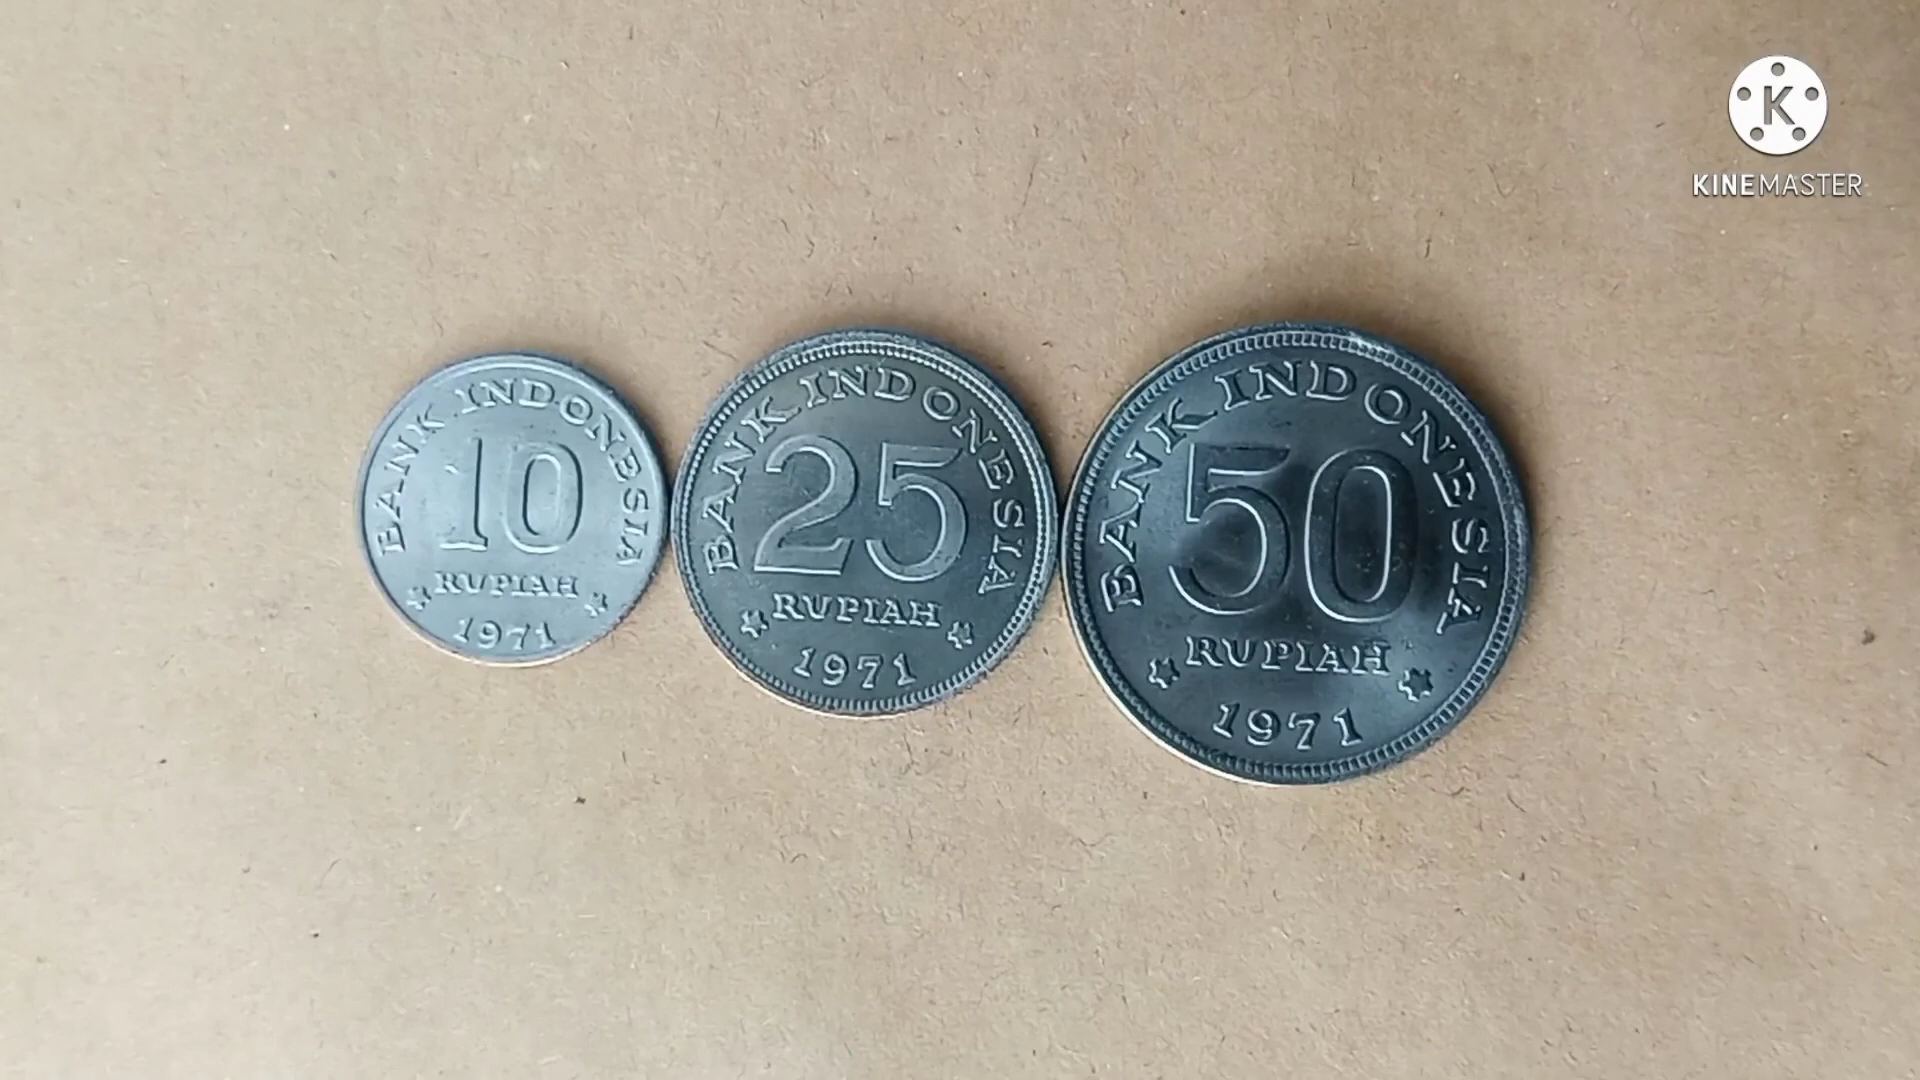 BANK INDONESIA
10
RUPIAH
1971
BANK INDONESIA
25
RUPIAH
1971
BANK INDONESIA
50
RUPIAH
1971
K
KINEMASTER